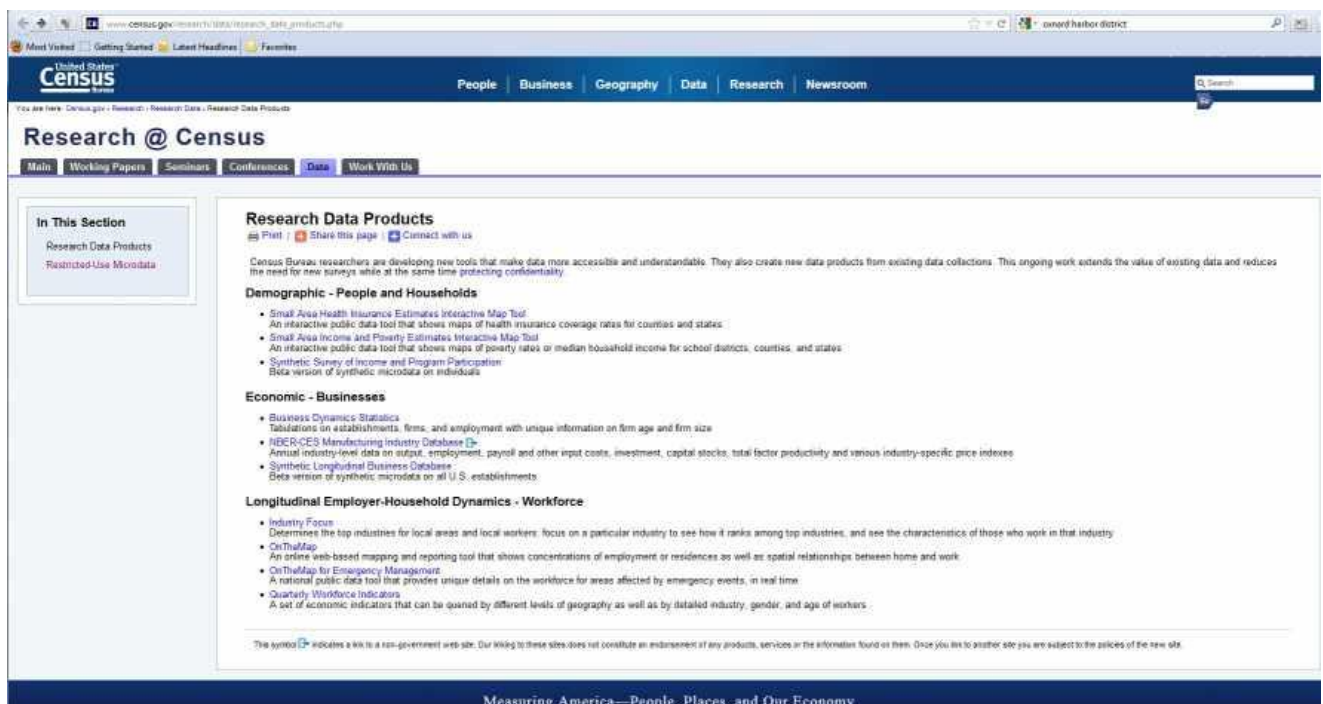 www.census.gov/research/data/research_data_products.php
oxnord harbor district
Most Visited Getting Started Latest Headlines Favorites
United States
Census
Bureau
People Business Geography Data Research Newsroom
Search
Go
You are here: Census.gov › Research › Research Data › Research Data Products
Research @ Census
Main Working Papers Seminars Conferences Data Work With Us
In This Section
Research Data Products
Restricted-Use Microdata
Research Data Products
Print | Share this page | Connect with us
Census Bureau researchers are developing new tools that make data more accessible and understandable. They also create new data products from existing data collections. This ongoing work extends the value of existing data and reduces
the need for new surveys while at the same time protecting confidentiality.
Demographic - People and Households
• Small Area Health Insurance Estimates Interactive Map Tool
An interactive public data tool that shows maps of health insurance coverage rates for counties and states
• Small Area Income and Poverty Estimates Interactive Map Tool
An interactive public data tool that shows maps of poverty rates or median household income for school districts, counties, and states
• Synthetic Survey of Income and Program Participation
Beta version of synthetic microdata on individuals
Economic - Businesses
• Business Dynamics Statistics
Tabulations on establishments, firms, and employment with unique information on firm age and firm size
• NBER-CES Manufacturing Industry Database
Annual industry-level data on output, employment, payroll and other input costs, investment, capital stocks, total factor productivity and various industry-specific price indexes
• Synthetic Longitudinal Business Database
Beta version of synthetic microdata on all U.S. establishments
Longitudinal Employer-Household Dynamics - Workforce
• Industry Focus
Determines the top industries for local areas and local workers: focus on a particular industry to see how it ranks among top industries, and see the characteristics of those who work in that industry
• OnTheMap
An online web-based mapping and reporting tool that shows concentrations of employment or residences as well as spatial relationships between home and work
• OnTheMap for Emergency Management
A national public data tool that provides unique details on the workforce for areas affected by emergency events, in real time
• Quarterly Workforce Indicators
A set of economic indicators that can be queried by different levels of geography as well as by detailed industry, gender, and age of workers
This symbol indicates a link to a non-government web site. Our linking to these sites does not constitute an endorsement of any products, services or the information found on them. Once you link to another site you are subject to the policies of the new site.
Measuring America—People, Places, and Our Economy